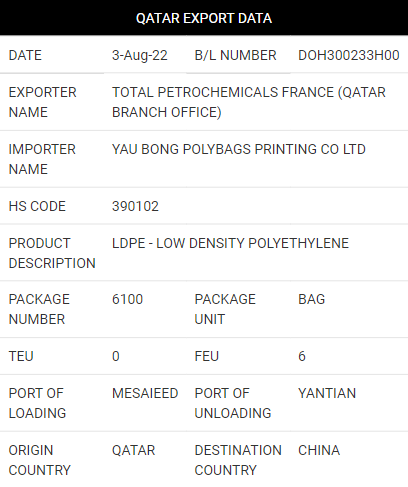 QATAR EXPORT DATA
DATE 3-Aug-22 B/L NUMBER DOH300233H00
EXPORTER NAME TOTAL PETROCHEMICALS FRANCE (QATAR BRANCH OFFICE)
IMPORTER NAME YAU BONG POLYBAGS PRINTING CO LTD
HS CODE 390102
PRODUCT DESCRIPTION LDPE - LOW DENSITY POLYETHYLENE
PACKAGE NUMBER 6100 PACKAGE UNIT BAG
TEU 0 FEU 6
PORT OF LOADING MESAIEED PORT OF UNLOADING YANTIAN
ORIGIN COUNTRY QATAR DESTINATION COUNTRY CHINA